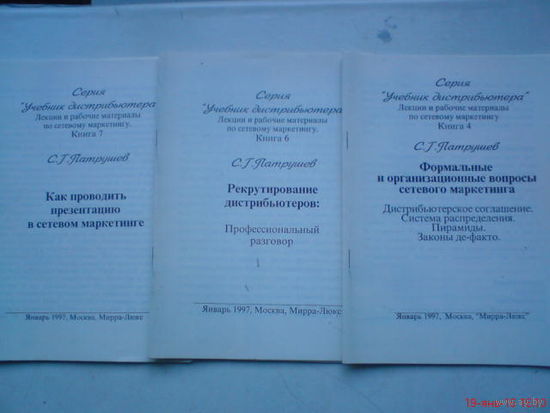 Серия
"Учебник дистрибьютера
Лекции и рабочие материалы
по сетевому маркетингу.
Книга 7
С.Г.Патрушев
Как проводить
презентацию
в сетевом маркетинге
Январь 1997, Москва, Мирра-Люкс
Серия
"Учебник дистрибьютера
Лекции и рабочие материалы
по сетевому маркетингу.
Книга 6
С.Г.Патрушев
Рекрутирование
дистрибьютеров:
Профессиональный
разговор
Январь 1997, Москва, Мирра-Люкс
Серия
"Учебник дистрибьютера"
Лекции и рабочие материалы
по сетевому маркетингу
Книга 4
С.Г.Патрушев
Формальные
и организационные вопросы
сетевого маркетинга
Дистрибьютерское соглашение.
Система распределения.
Пирамиды.
Законы де-факто.
Январь 1997, Москва, "Мирра-Люкс"